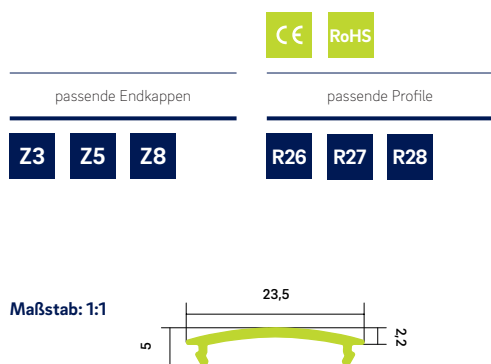 CE RoHS
passende Endkappen
Z3 Z5 Z8
passende Profile
R26 R27 R28
Maßstab: 1:1
23,5
5
2,2